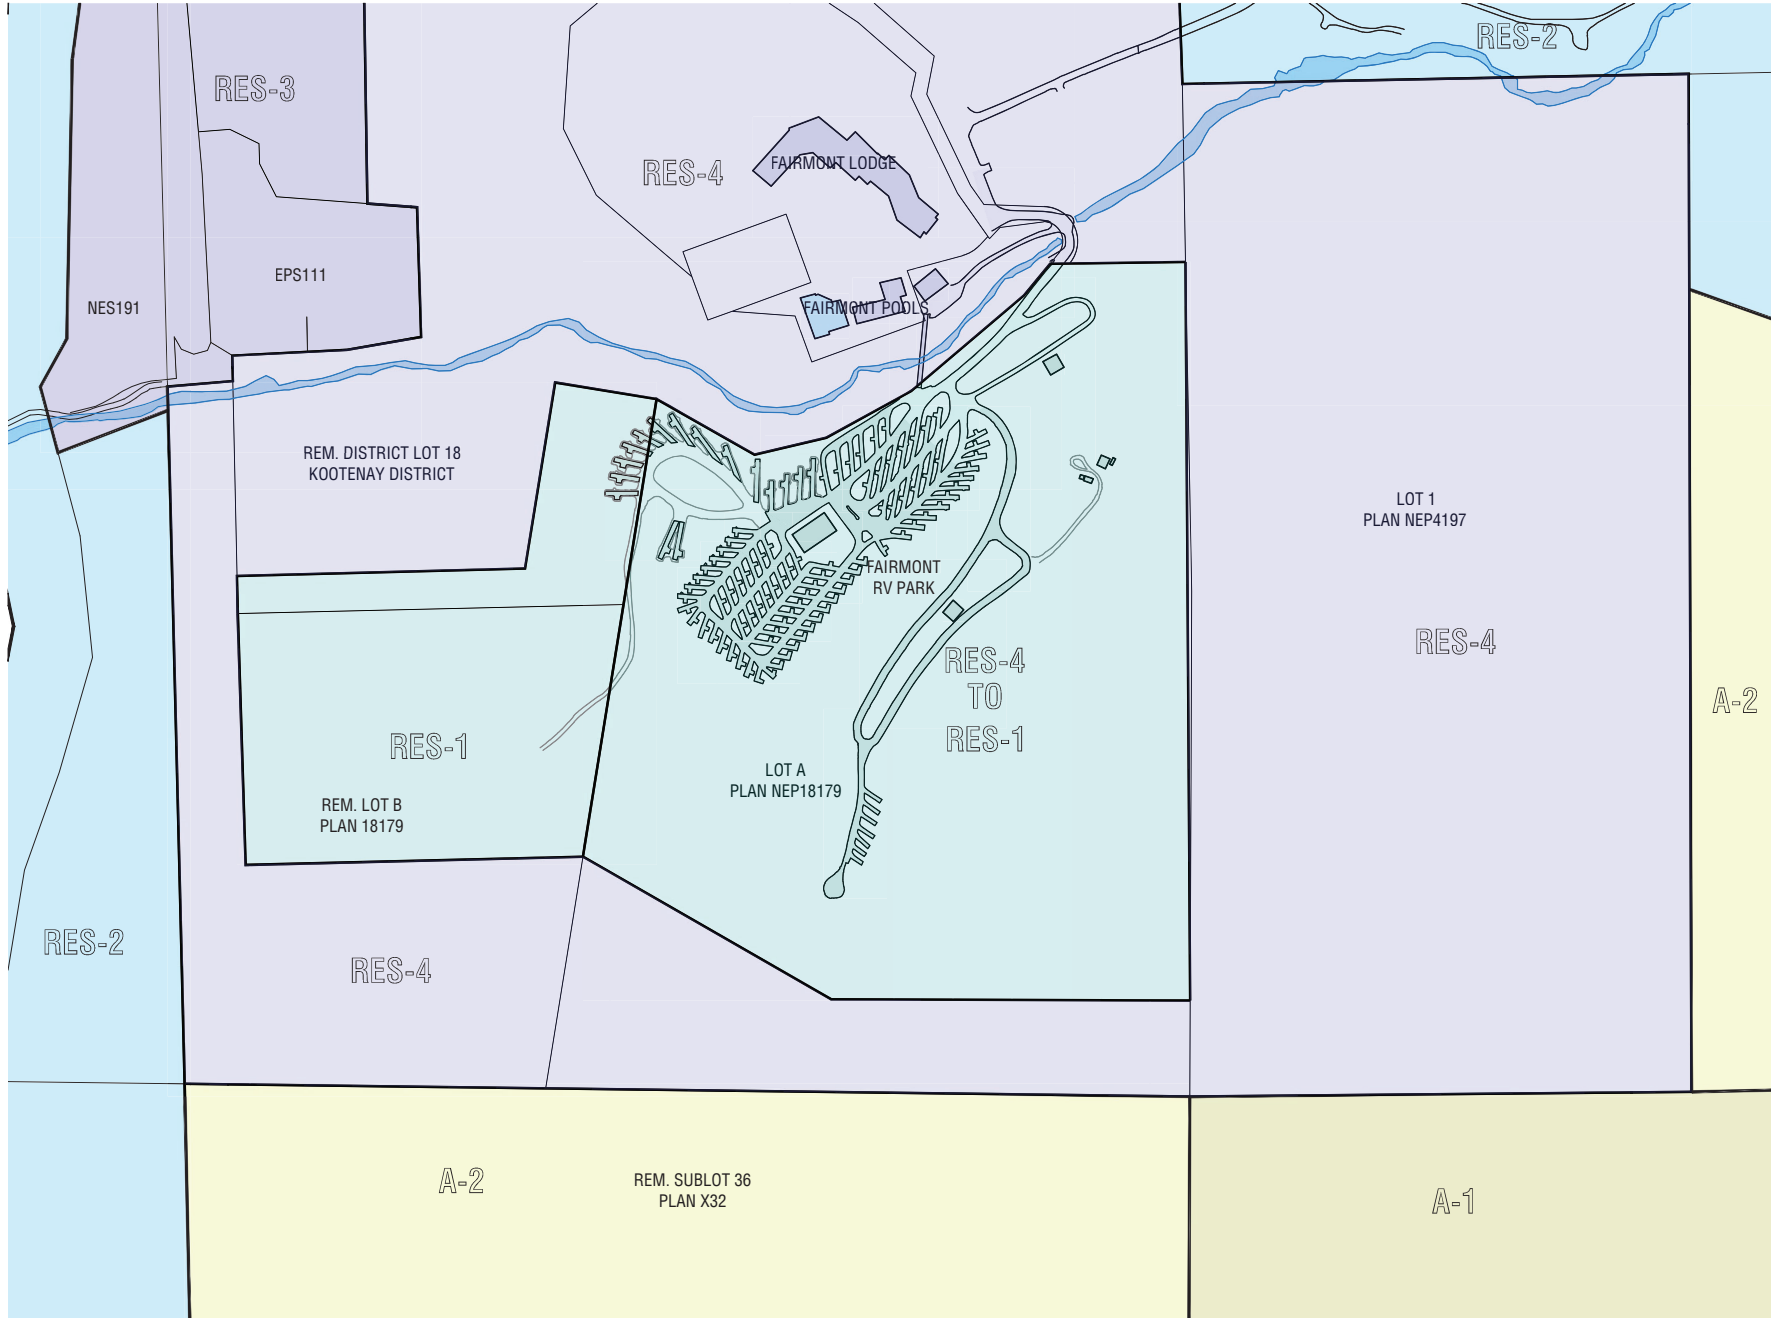 RES-2
RES-3
RES-4
FAIRMONT LODGE
EPS111
NES191
FAIRMONT POOLS
REM. DISTRICT LOT 18
KOOTENAY DISTRICT
LOT 1
PLAN NEP4197
FAIRMONT
RV PARK
RES-4
TO
RES-1
RES-4
A-2
RES-1
LOT A
PLAN NEP18179
REM. LOT B
PLAN 18179
RES-2
RES-4
A-2
REM. SUBLOT 36
PLAN X32
A-1